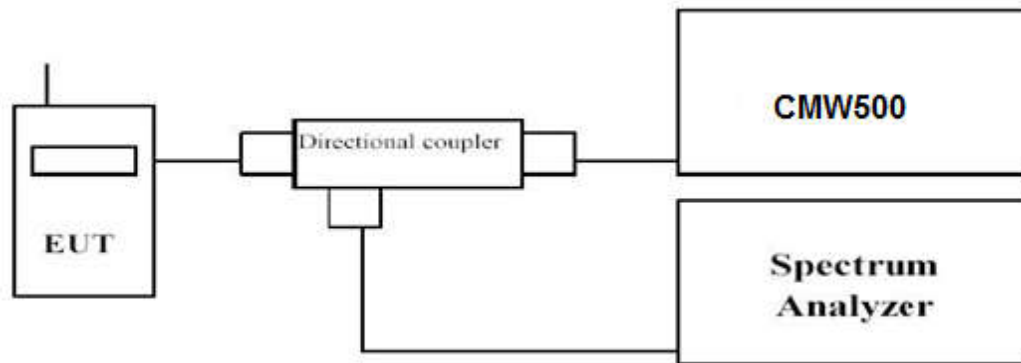 CMW500
Directional coupler
EUT
Spectrum
Analyzer